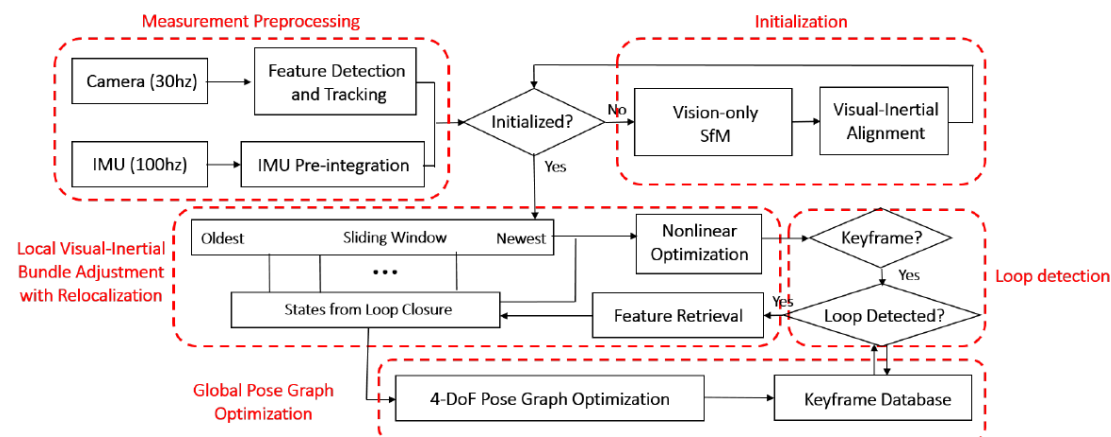 Measurement Preprocessing
Initialization
Camera (30hz)
Feature Detection
and Tracking
IMU (100hz)
IMU Pre-integration
Initialized?
No
Yes
Vision-only
SfM
Visual-Inertial
Alignment
Local Visual-Inertial
Bundle Adjustment
with Relocalization
Oldest
Sliding Window
Newest
•••
States from Loop Closure
Nonlinear
Optimization
Feature Retrieval
Keyframe?
Yes
Loop Detected?
Yes
Loop detection
Global Pose Graph
Optimization
4-DoF Pose Graph Optimization
Keyframe Database